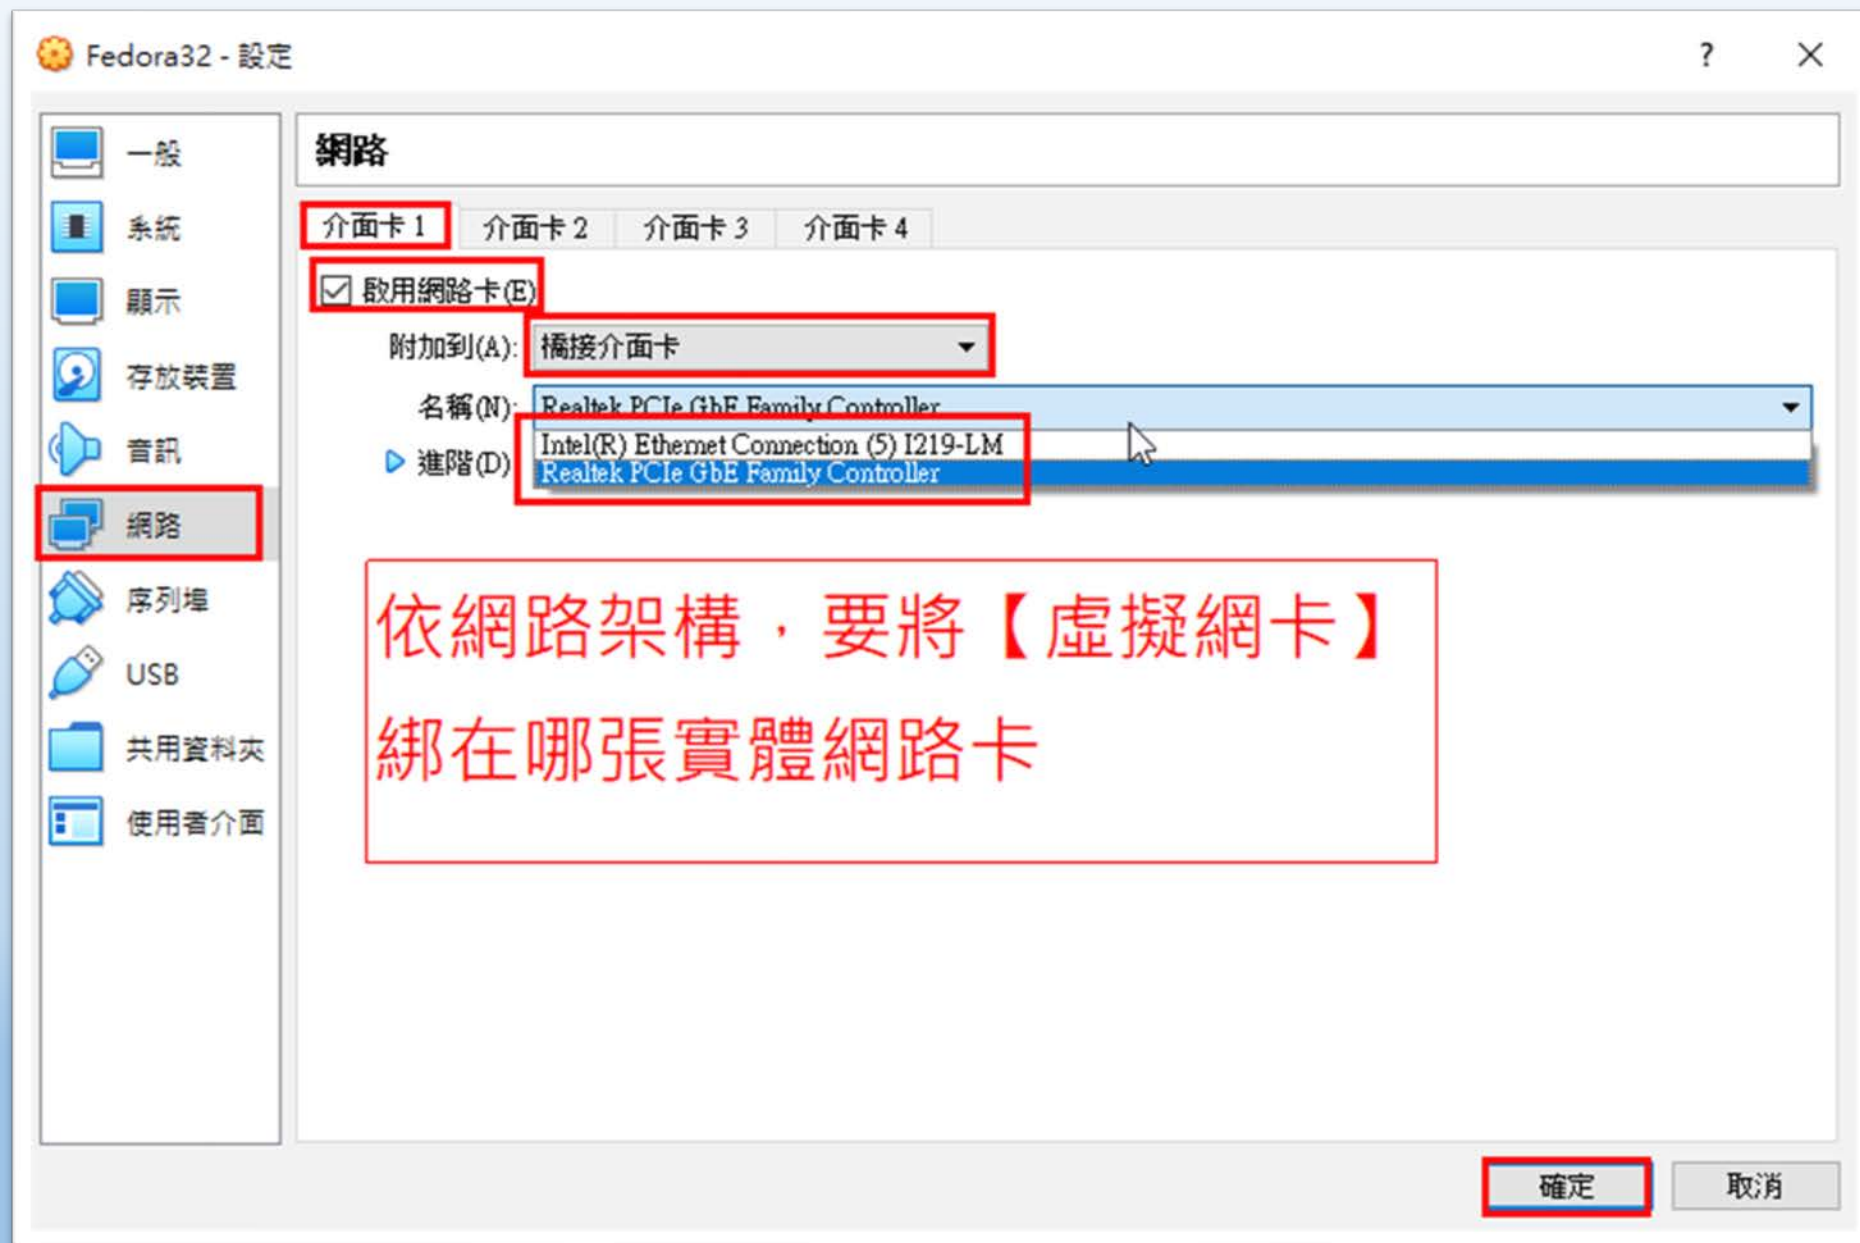 Fedora32 - 設定
?
一般
系統
顯示
存放裝置
音訊
網路
序列埠
USB
共用資料夾
使用者介面
網路
介面卡 1
介面卡 2
介面卡 3
介面卡 4
啟用網路卡(E)
附加到(A): 橋接介面卡
名稱(N): Realtek PCIe GbE Family Controller
Intel(R) Ethernet Connection (5) I219-LM
進階(D)
Realtek PCIe GbE Family Controller
依網路架構，要將【虛擬網卡】
綁在哪張實體網路卡
確定
取消